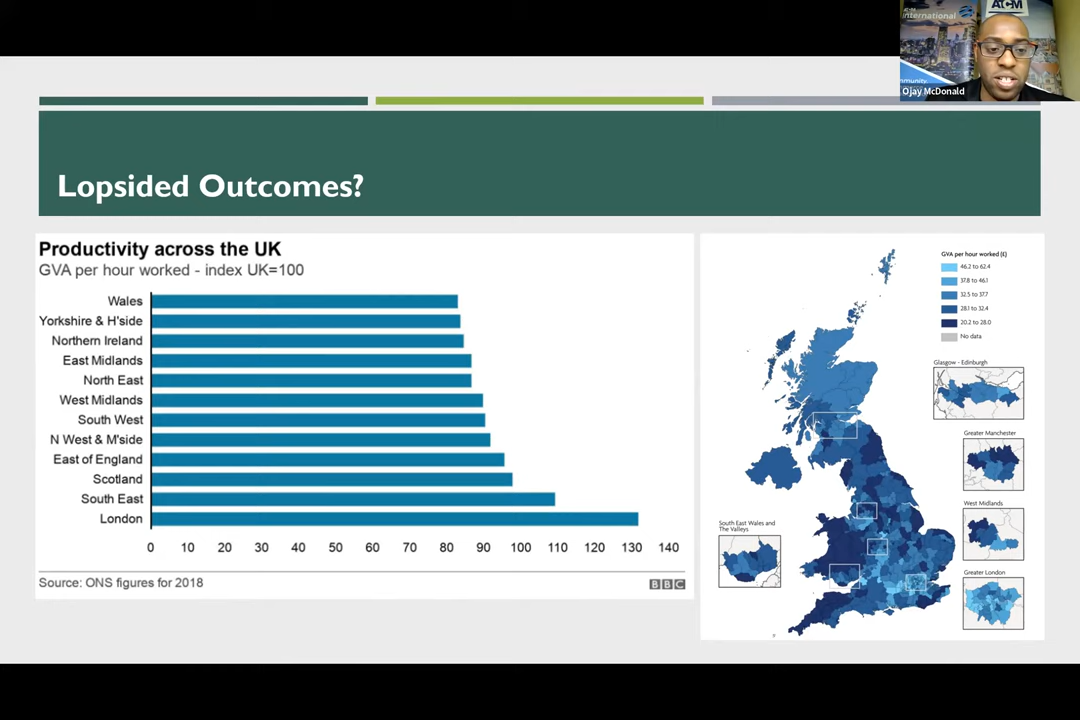 international
ATCM
mmunity
Ojay McDonald
Lopsided Outcomes?
Productivity across the UK
GVA per hour worked - index UK=100
Wales
Yorkshire & H'side
Northern Ireland
East Midlands
North East
West Midlands
South West
N West & M'side
East of England
Scotland
South East
London
0 10 20 30 40 50 60 70 80 90 100 110 120 130 140
Source: ONS figures for 2018
BBC
GVA per hour worked (£)
46.2 to 62.4
37.8 to 46.1
32.5 to 37.7
28.1 to 32.4
20.2 to 28.0
No data
Glasgow - Edinburgh
Greater Manchester
West Midlands
South East Wales and
The Valleys
Greater London